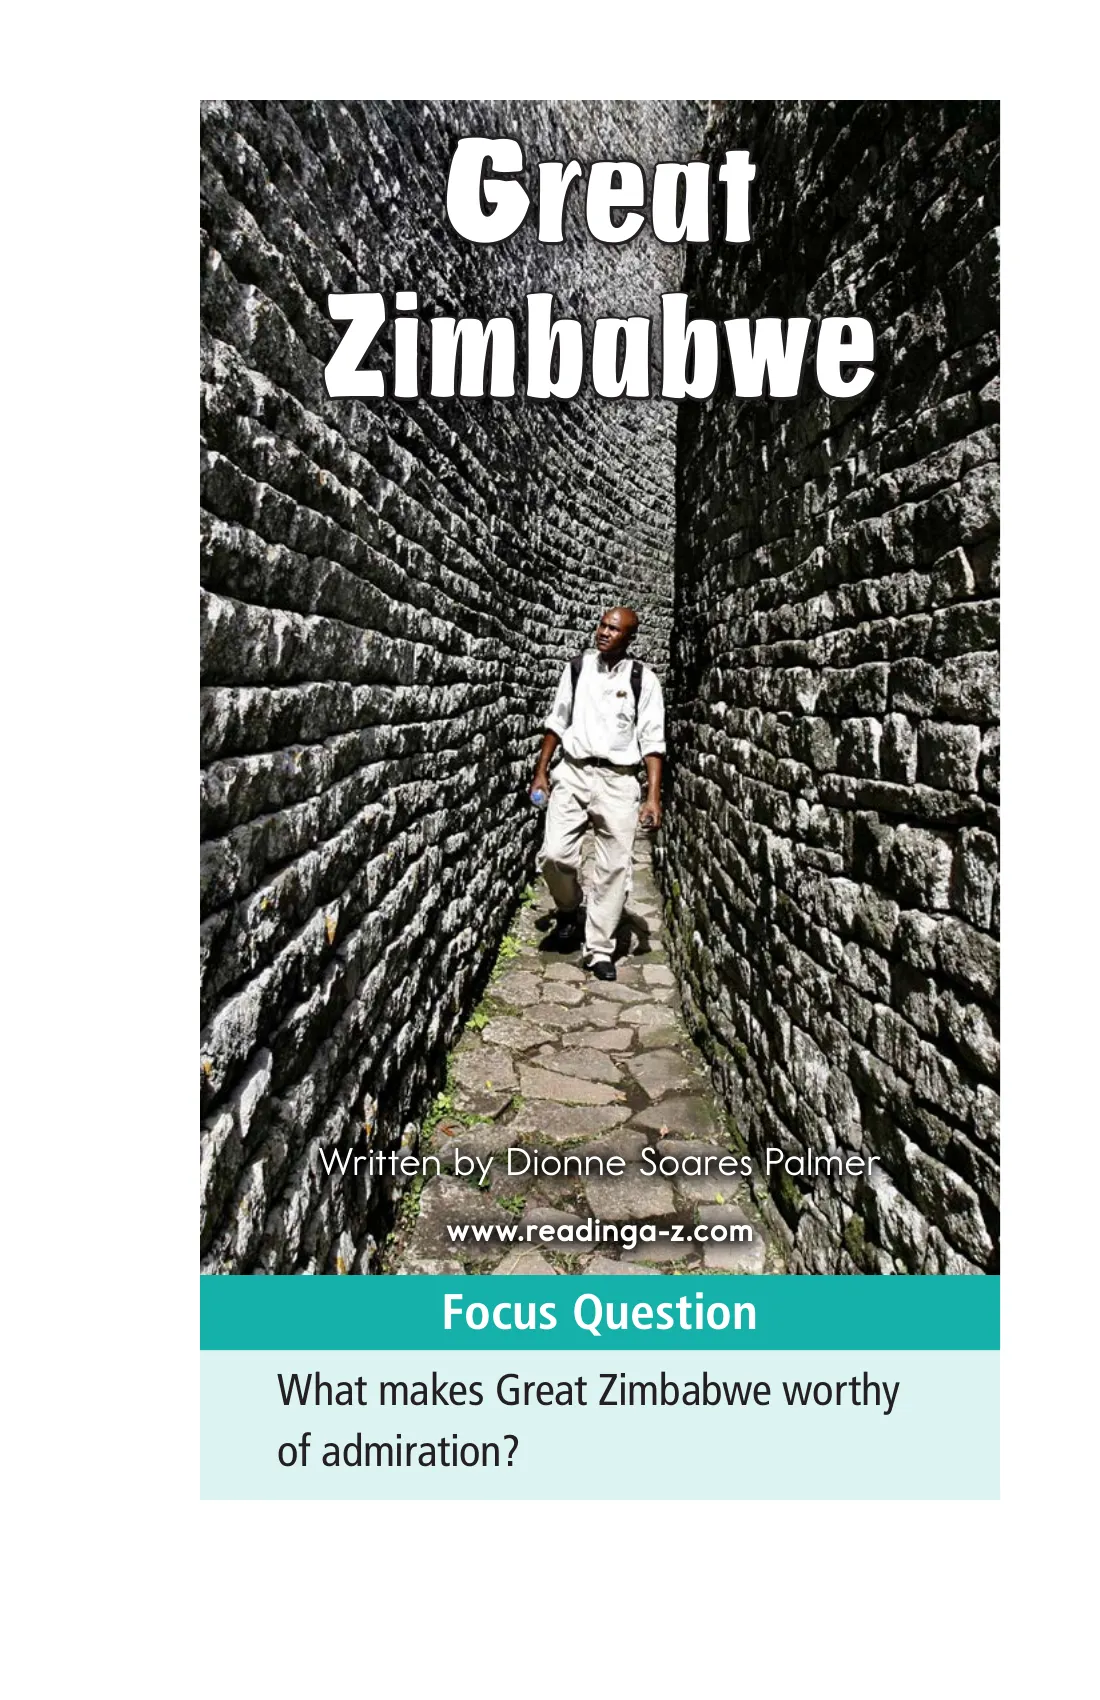 Great
Zimbabwe
Written by Dionne Soares Palmer
www.readinga-z.com
Focus Question
What makes Great Zimbabwe worthy
of admiration?